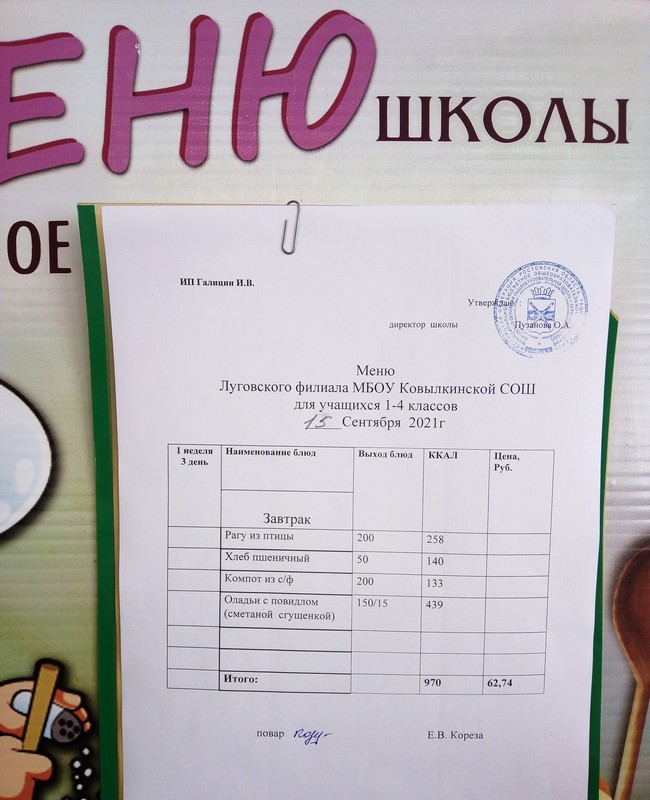 ЕНЮ
ШКОЛЫ
ОЕ
ИП Галицин И.В.
Утверждаю :
директор школы Пузанова О.А.
Меню
Луговского филиала МБОУ Ковылкинской СОШ
для учащихся 1-4 классов
15 Сентября 2021г
1 неделя Наименование блюд Выход блюд ККАЛ Цена,
3 день Руб.
Завтрак
Рагу из птицы 200 258
Хлеб пшеничный 50 140
Компот из с/ф 200 133
Оладьи с повидлом 150/15 439
(сметаной сгущенкой)
Итого: 970 62,74
повар Е.В. Кореза